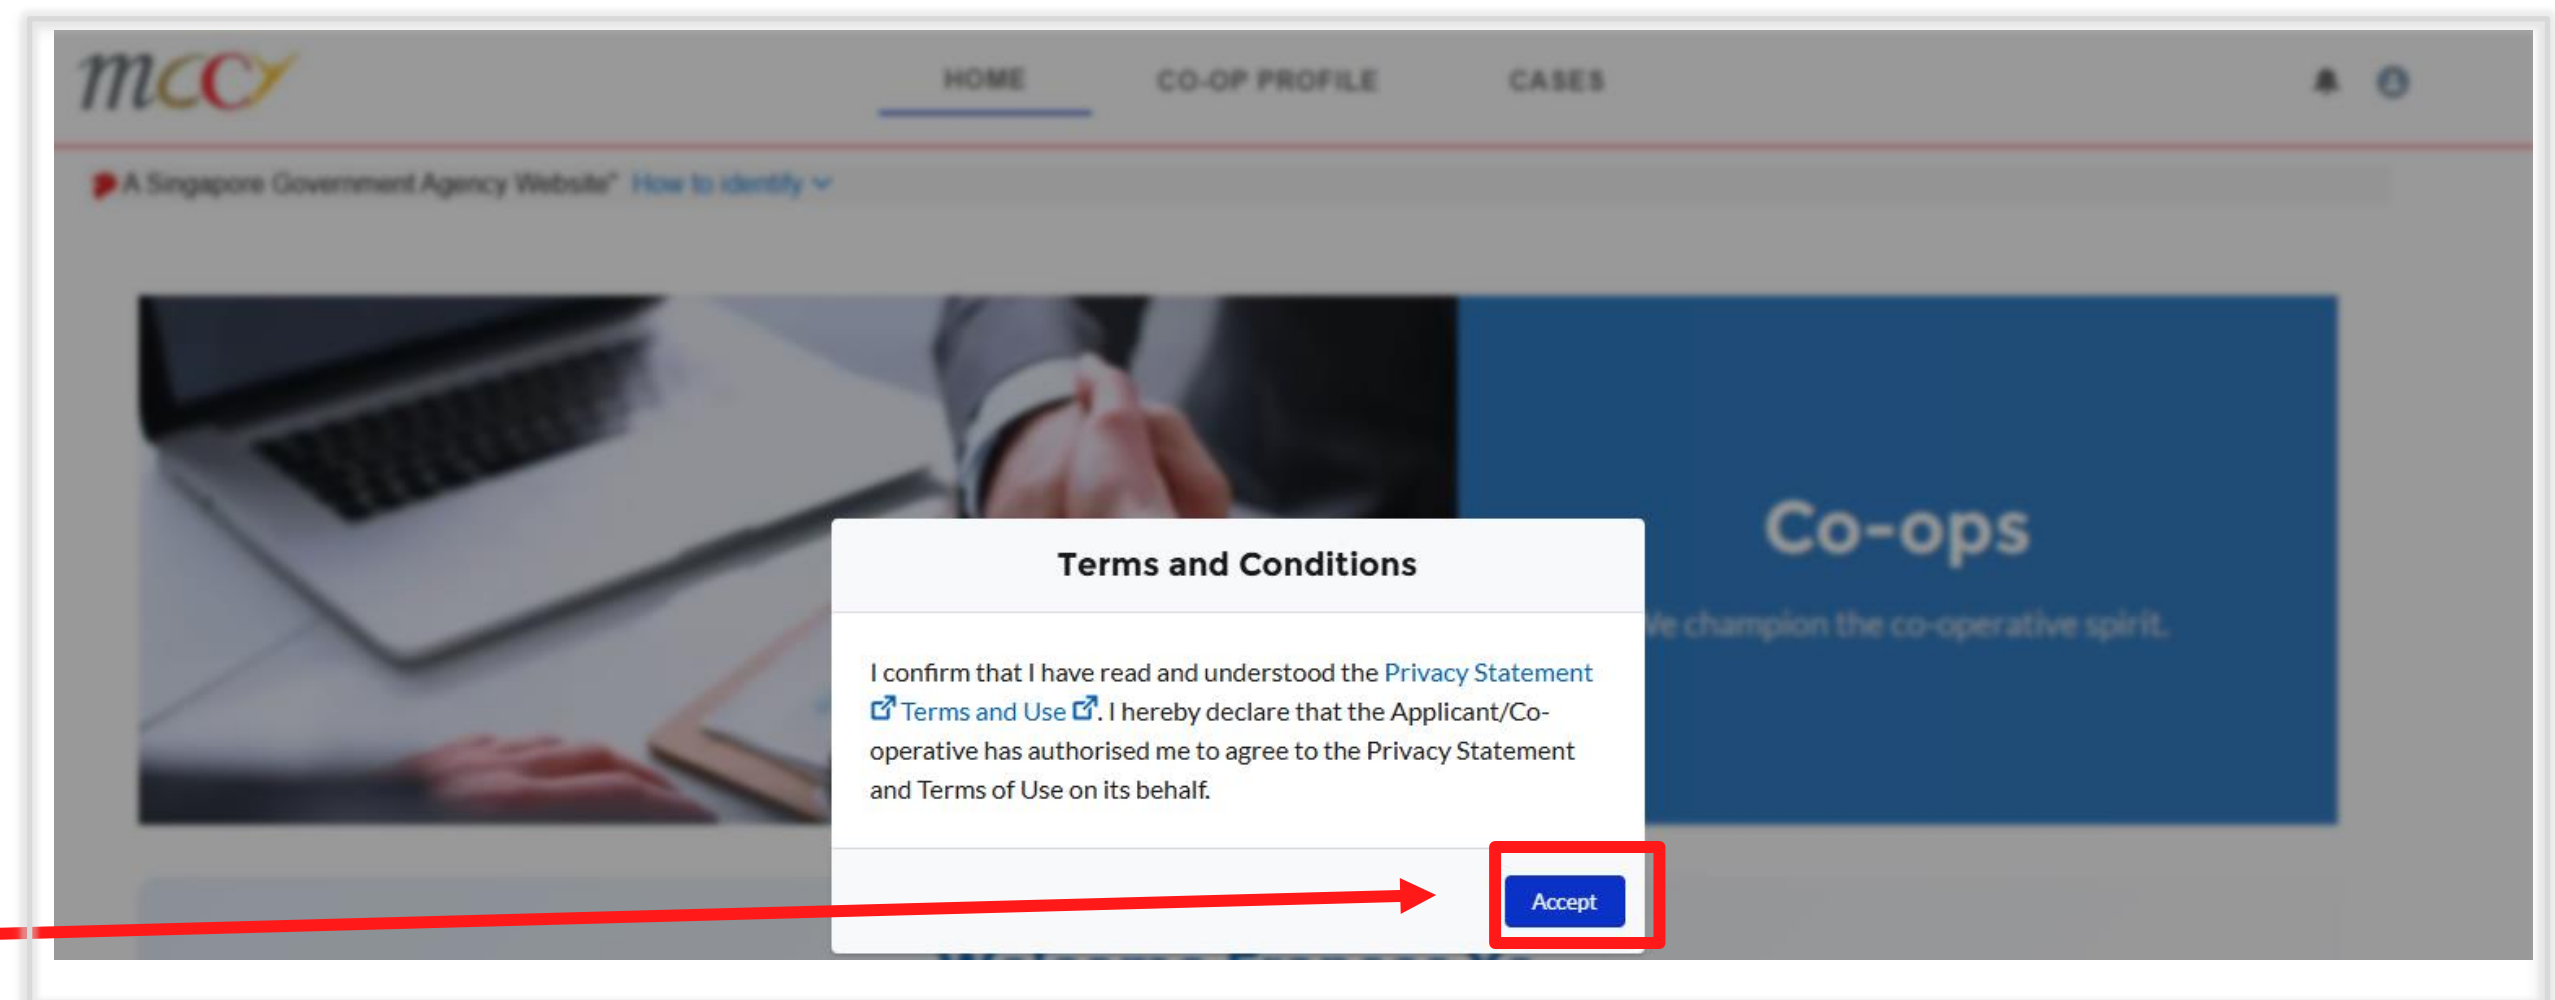 mccy
HOME CO-OP PROFILE CASES
A Singapore Government Agency Website" How to identify
Co-ops
We champion the co-operative spirit.
Terms and Conditions
I confirm that I have read and understood the Privacy Statement
Terms and Use . I hereby declare that the Applicant/Co-
operative has authorised me to agree to the Privacy Statement
and Terms of Use on its behalf.
Accept